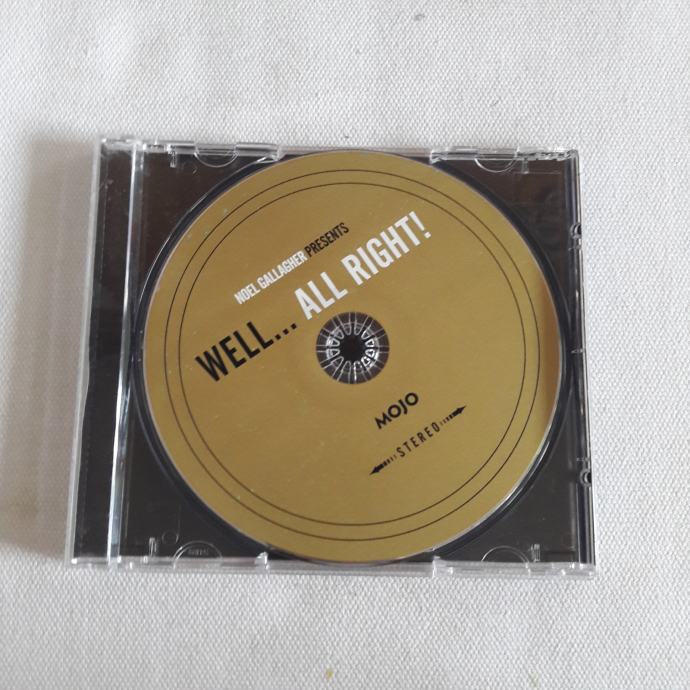 NOEL GALLAGHER PRESENTS
WELL... ALL RIGHT!
MOJO
STEREO